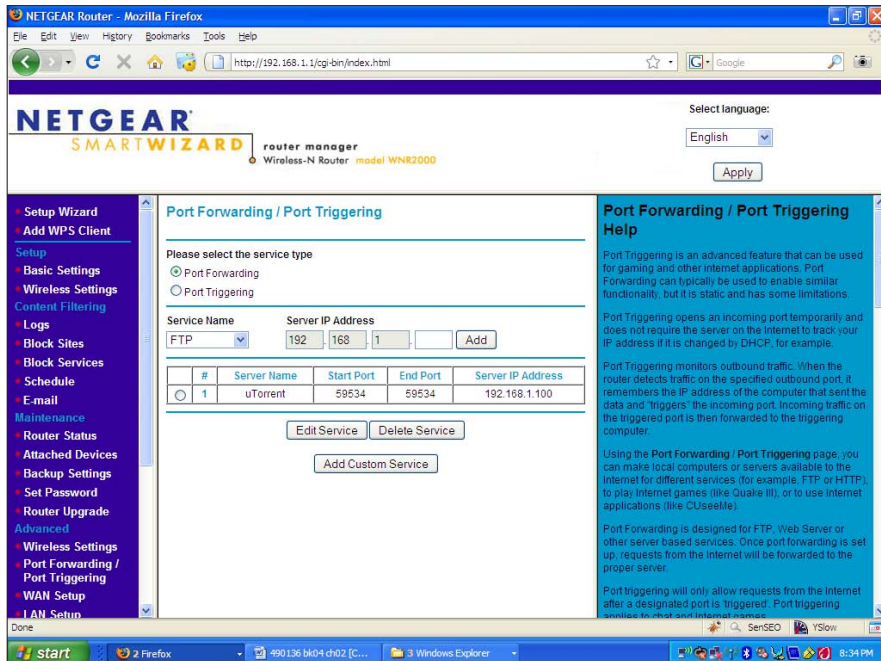 NETGEAR Router - Mozilla Firefox
File Edit View History Bookmarks Tools Help
http://192.168.1.1/cgi-bin/index.html
G Google
NETGEAR
SMARTWIZARD
router manager
Wireless-N Router model WNR2000
Select language:
English
Apply
Setup Wizard
Add WPS Client
Setup
Basic Settings
Wireless Settings
Content Filtering
Logs
Block Sites
Block Services
Schedule
E-mail
Maintenance
Router Status
Attached Devices
Backup Settings
Set Password
Router Upgrade
Advanced
Wireless Settings
Port Forwarding /
Port Triggering
WAN Setup
LAN Setup
Port Forwarding / Port Triggering
Please select the service type
Port Forwarding
Port Triggering
Service Name Server IP Address
FTP 192 . 168 . 1 . Add
# Server Name Start Port End Port Server IP Address
1 uTorrent 59534 59534 192.168.1.100
Edit Service Delete Service
Add Custom Service
Port Forwarding / Port Triggering
Help
Port Triggering is an advanced feature that can be used
for gaming and other internet applications. Port
Forwarding can typically be used to enable similar
functionality, but it is static and has some limitations.
Port Triggering opens an incoming port temporarily and
does not require the server on the Internet to track your
IP address if it is changed by DHCP, for example.
Port Triggering monitors outbound traffic. When the
router detects traffic on the specified outbound port, it
remembers the IP address of the computer that sent the
data and "triggers" the incoming port. Incoming traffic on
the triggered port is then forwarded to the triggering
computer.
Using the Port Forwarding / Port Triggering page, you
can make local computers or servers available to the
Internet for different services (for example, FTP or HTTP),
to play Internet games (like Quake III), or to use Internet
applications (like CUseeMe).
Port Forwarding is designed for FTP, Web Server or
other server based services. Once port forwarding is set
up, requests from the Internet will be forwarded to the
proper server.
Port triggering will only allow requests from the Internet
after a designated port is 'triggered'. Port triggering
applies to chat and Internet games.
Done
SenSEO YSlow
start 2 Firefox 490136 bk04 ch02 [C... 3 Windows Explorer 8:34 PM